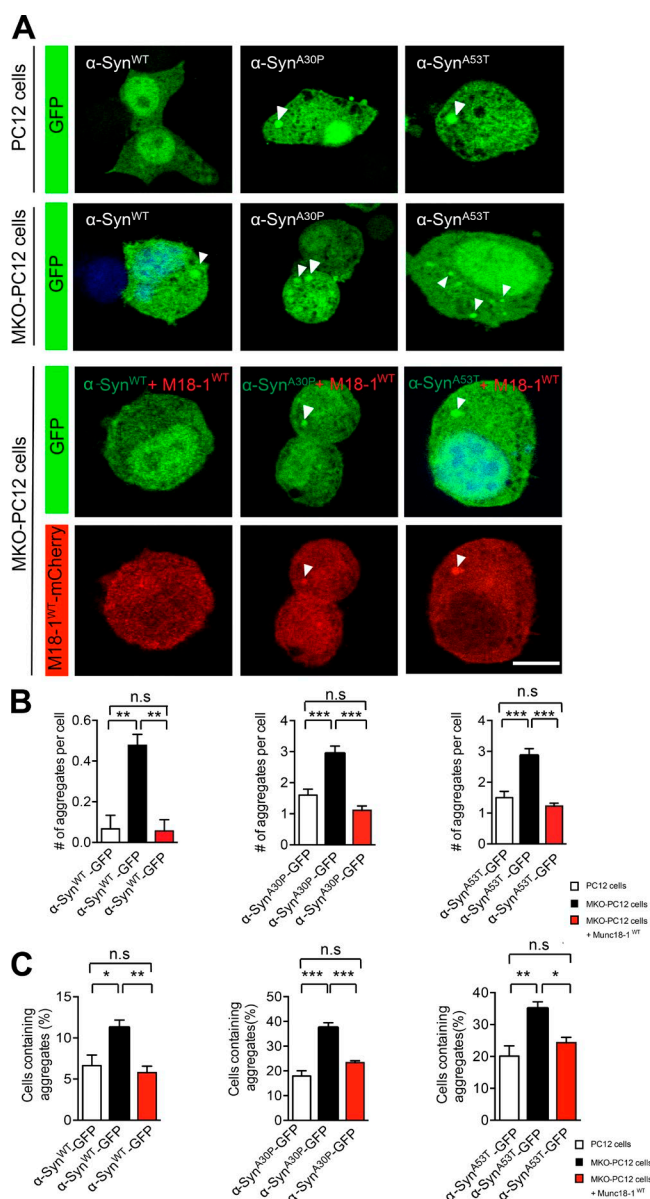 A
PC12 cells
GFP
α-Syn^WT
α-Syn^A30P
α-Syn^A53T
MKO-PC12 cells
GFP
α-Syn^WT
α-Syn^A30P
α-Syn^A53T
MKO-PC12 cells
GFP
α-Syn^WT + M18-1^WT
α-Syn^A30P + M18-1^WT
α-Syn^A53T + M18-1^WT
M18-1^WT-mCherry
B
# of aggregates per cell
0.6
0.4
0.2
0.0
n.s
** **
α-Syn^WT-GFP
α-Syn^WT-GFP
α-Syn^WT-GFP
# of aggregates per cell
4
3
2
1
0
n.s
*** ***
α-Syn^A30P-GFP
α-Syn^A30P-GFP
α-Syn^A30P-GFP
# of aggregates per cell
4
3
2
1
0
n.s
*** ***
α-Syn^A53T-GFP
α-Syn^A53T-GFP
α-Syn^A53T-GFP
PC12 cells
MKO-PC12 cells
MKO-PC12 cells
+ Munc18-1^WT
C
Cells containing
aggregates (%)
15
10
5
0
n.s
* **
α-Syn^WT-GFP
α-Syn^WT-GFP
α-Syn^WT-GFP
Cells containing
aggregates(%)
50
40
30
20
10
0
n.s
*** ***
α-Syn^A30P-GFP
α-Syn^A30P-GFP
α-Syn^A30P-GFP
Cells containing
aggregates(%)
40
30
20
10
0
n.s
** *
α-Syn^A53T-GFP
α-Syn^A53T-GFP
α-Syn^A53T-GFP
PC12 cells
MKO-PC12 cells
MKO-PC12 cells
+ Munc18-1^WT